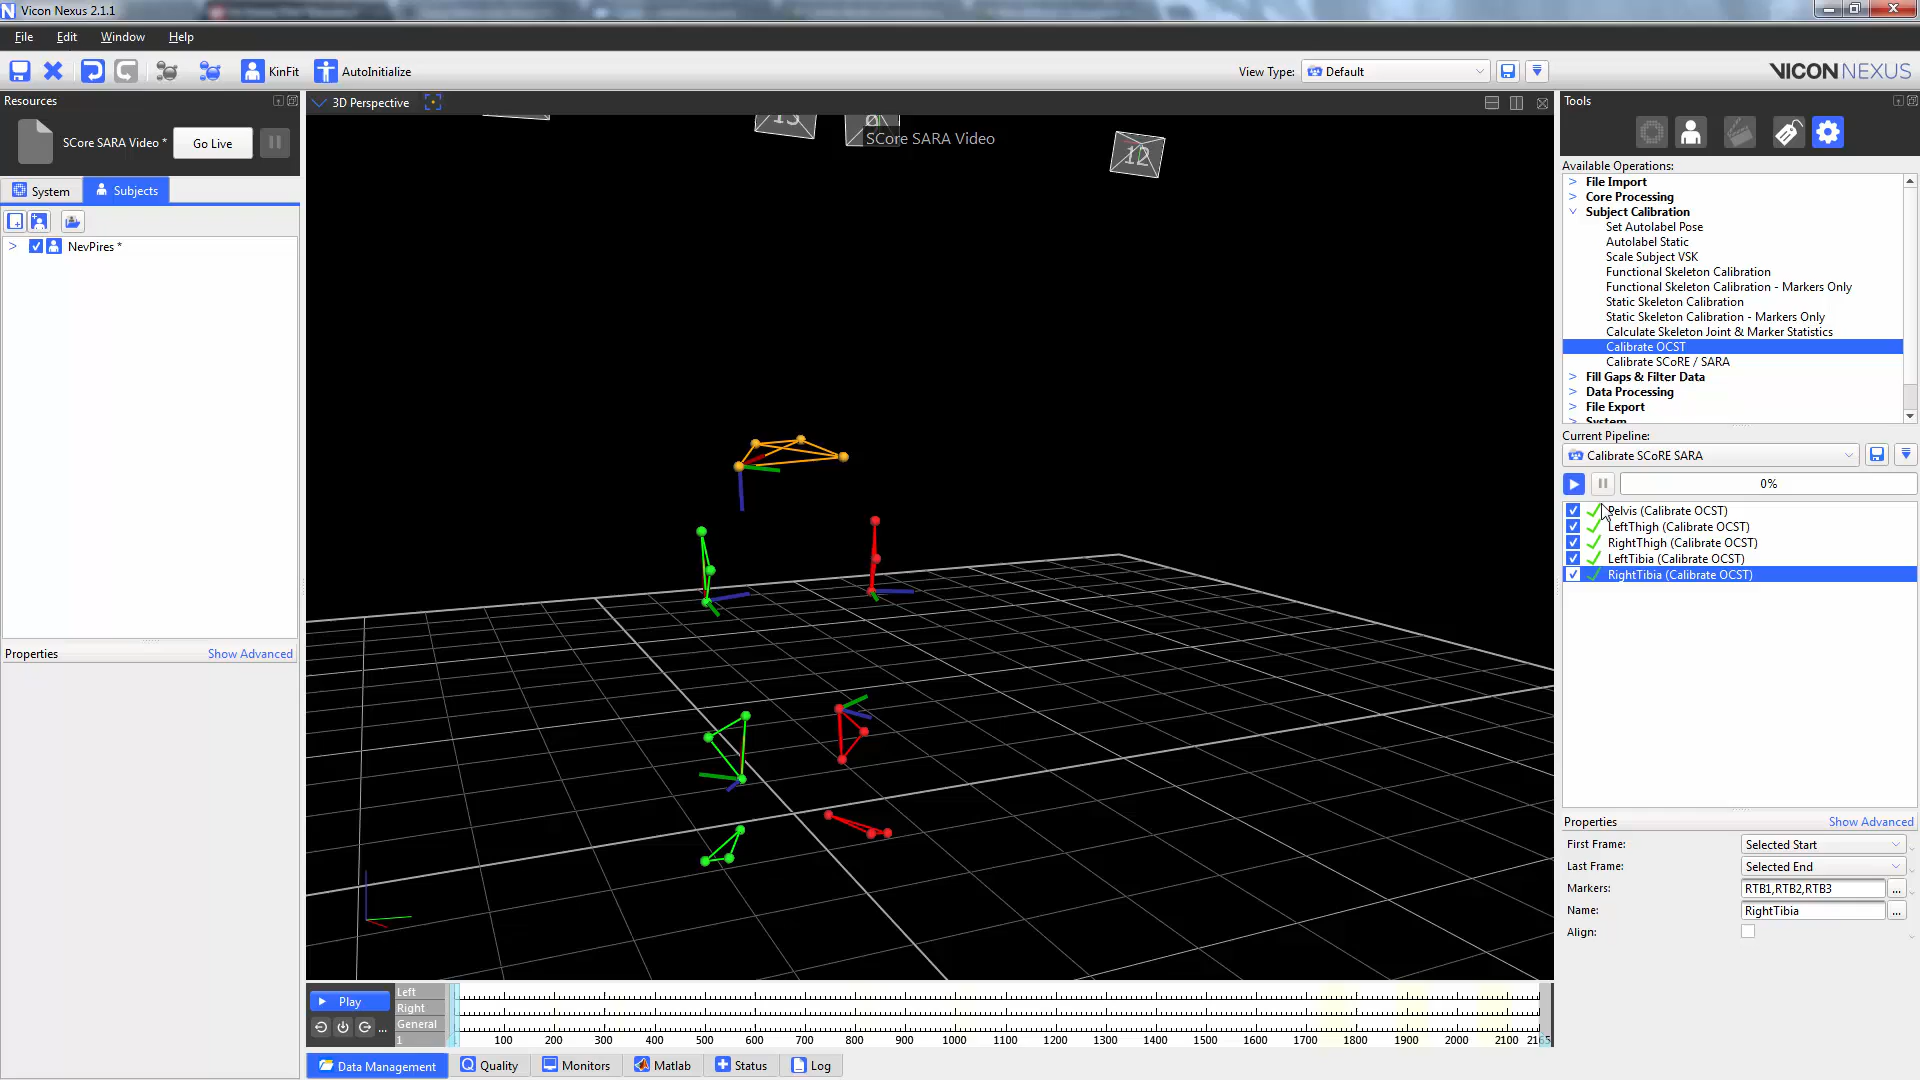 Vicon Nexus 2.1.1
File Edit Window Help
KinFit AutoInitialize View Type: Default VICON NEXUS
Resources
SCore SARA Video * Go Live
System Subjects
NevPires *
Properties Show Advanced
3D Perspective
13
SCore SARA Video
12
Tools
Available Operations:
File Import
Core Processing
Subject Calibration
Set Autolabel Pose
Autolabel Static
Scale Subject VSK
Functional Skeleton Calibration
Functional Skeleton Calibration - Markers Only
Static Skeleton Calibration
Static Skeleton Calibration - Markers Only
Calculate Skeleton Joint & Marker Statistics
Calibrate OCST
Calibrate SCoRE / SARA
Fill Gaps & Filter Data
Data Processing
File Export
System
Current Pipeline:
Calibrate SCoRE SARA
0%
Pelvis (Calibrate OCST)
LeftThigh (Calibrate OCST)
RightThigh (Calibrate OCST)
LeftTibia (Calibrate OCST)
RightTibia (Calibrate OCST)
Properties Show Advanced
First Frame: Selected Start
Last Frame: Selected End
Markers: RTB1,RTB2,RTB3 ...
Name: RightTibia ...
Align:
Play
...
Left
Right
General
1 100 200 300 400 500 600 700 800 900 1000 1100 1200 1300 1400 1500 1600 1700 1800 1900 2000 2100 2165
Data Management Quality Monitors Matlab Status Log